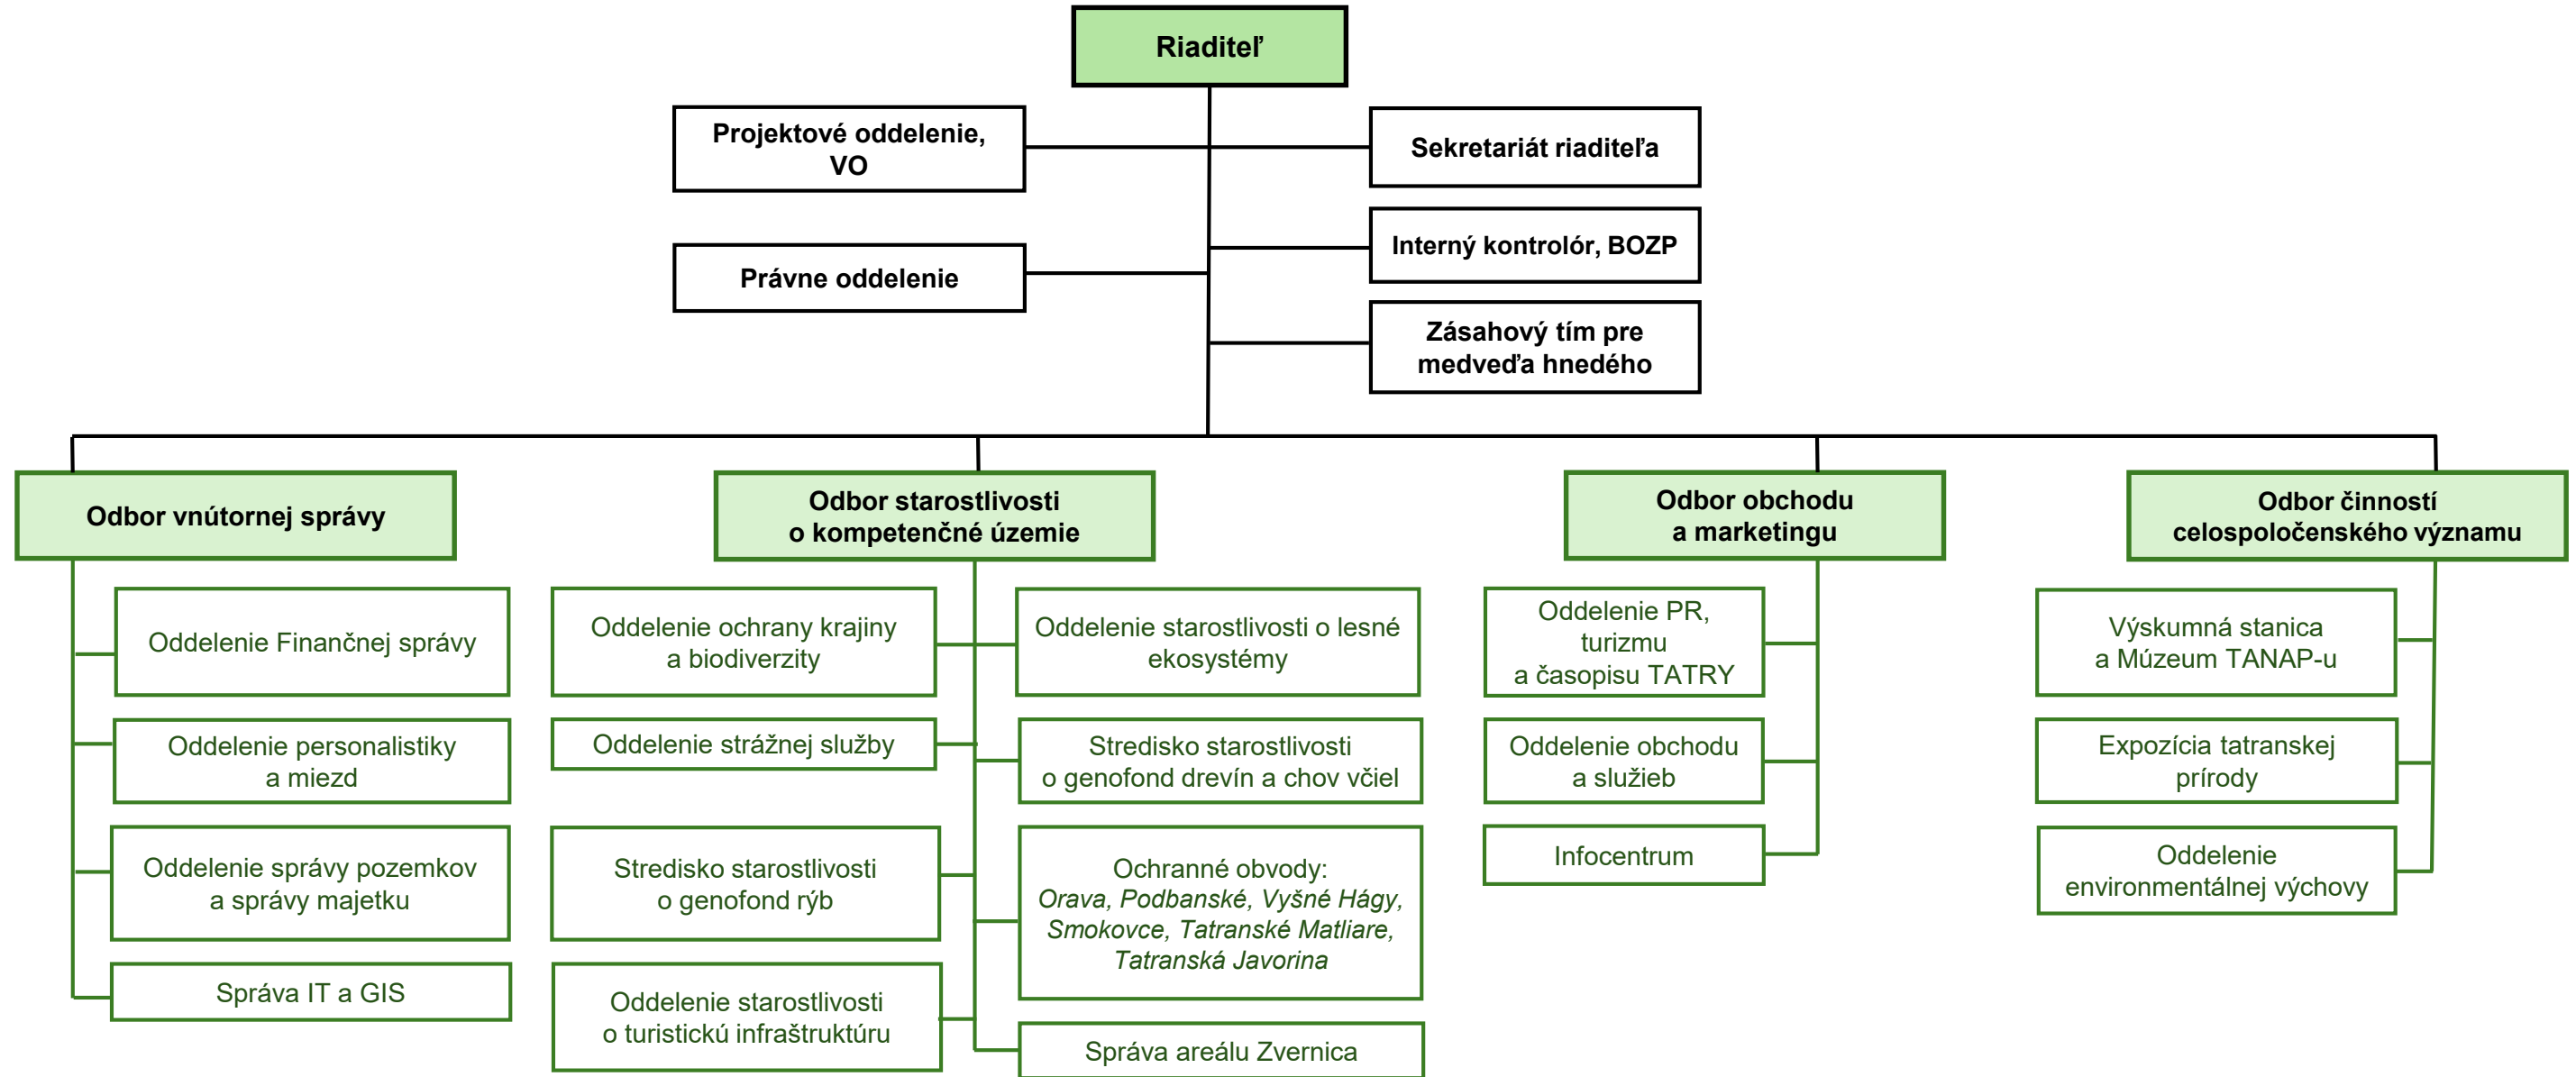 Riaditeľ
Projektové oddelenie,
VO
Sekretariát riaditeľa
Interný kontrolór, BOZP
Právne oddelenie
Zásahový tím pre
medveďa hnedého
Odbor vnútornej správy
Oddelenie Finančnej správy
Oddelenie personalistiky
a miezd
Oddelenie správy pozemkov
a správy majetku
Správa IT a GIS
Odbor starostlivosti
o kompetenčné územie
Oddelenie ochrany krajiny
a biodiverzity
Oddelenie strážnej služby
Stredisko starostlivosti
o genofond rýb
Oddelenie starostlivosti
o turistickú infraštruktúru
Oddelenie starostlivosti o lesné
ekosystémy
Stredisko starostlivosti
o genofond drevín a chov včiel
Ochranné obvody:
Orava, Podbanské, Vyšné Hágy,
Smokovce, Tatranské Matliare,
Tatranská Javorina
Správa areálu Zvernica
Odbor obchodu
a marketingu
Oddelenie PR,
turizmu
a časopisu TATRY
Oddelenie obchodu
a služieb
Infocentrum
Odbor činností
celospoločenského významu
Výskumná stanica
a Múzeum TANAP-u
Expozícia tatranskej
prírody
Oddelenie
environmentálnej výchovy